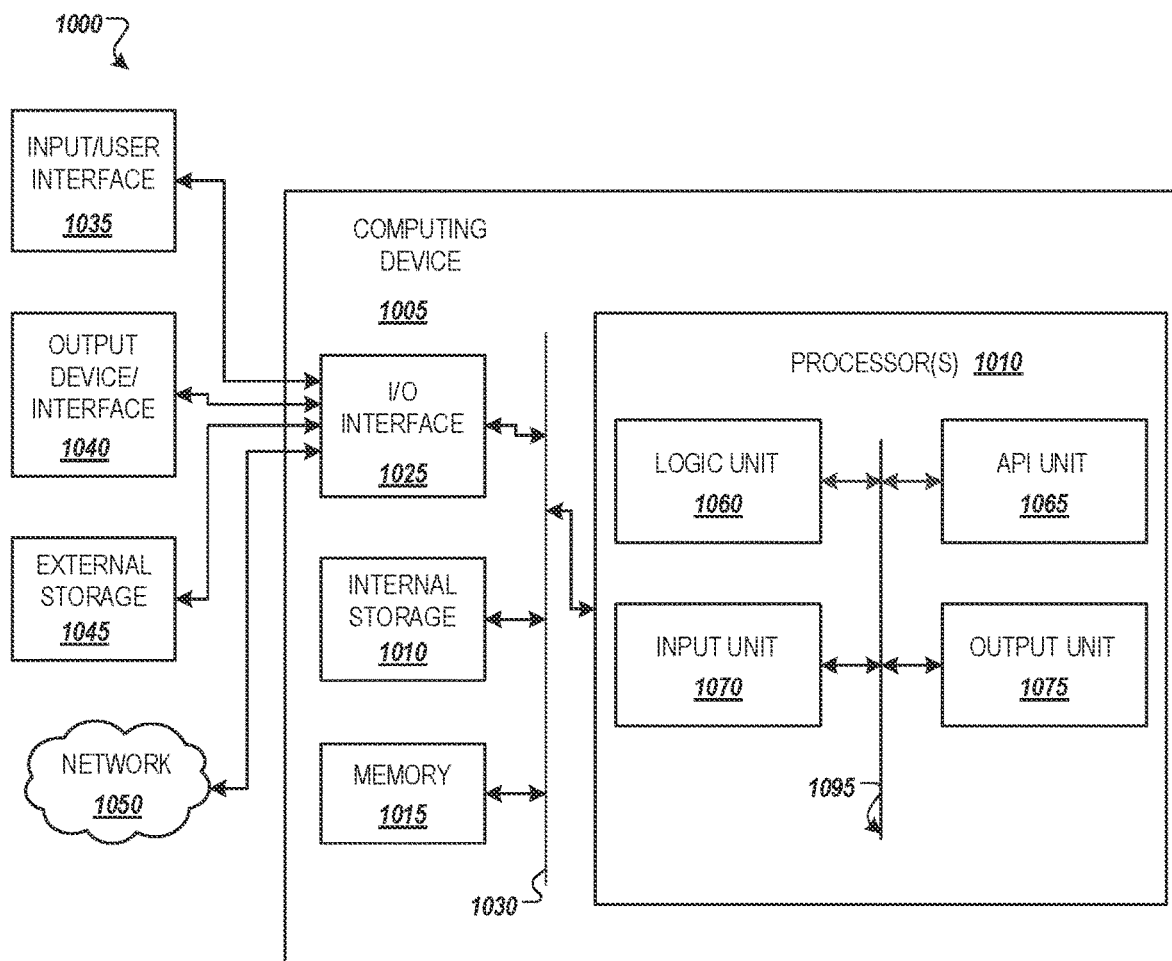 1000
INPUT/USER
INTERFACE
1035
COMPUTING
DEVICE
1005
OUTPUT
DEVICE/
INTERFACE
1040
I/O
INTERFACE
1025
PROCESSOR(S) 1010
LOGIC UNIT
1060
API UNIT
1065
EXTERNAL
STORAGE
1045
INTERNAL
STORAGE
1010
INPUT UNIT
1070
OUTPUT UNIT
1075
NETWORK
1050
MEMORY
1015
1095
1030